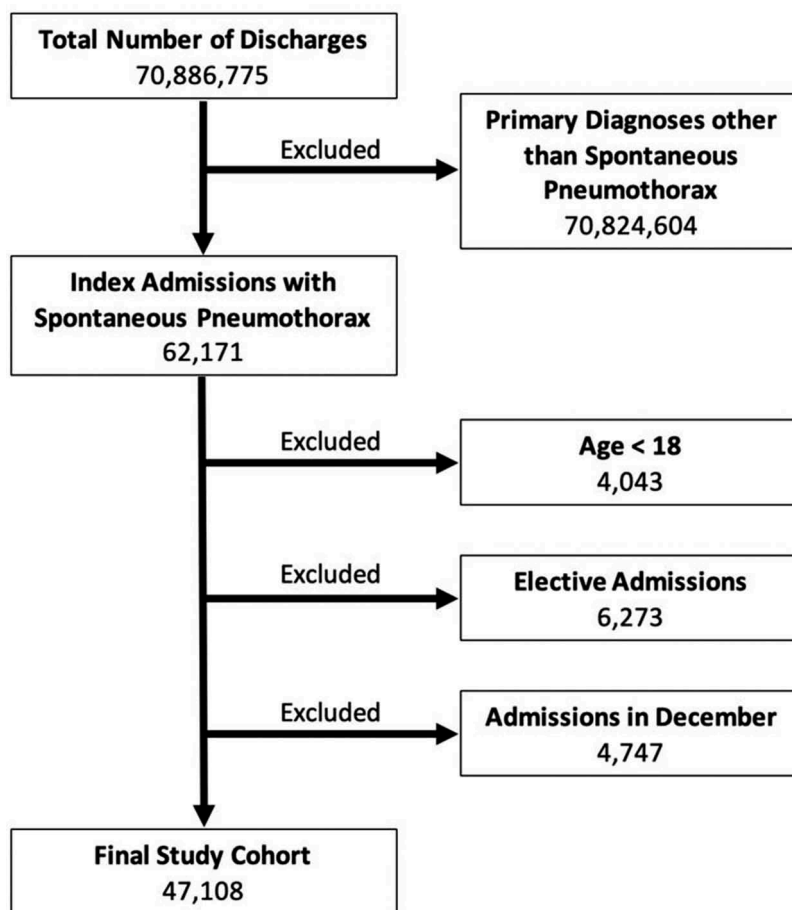 Total Number of Discharges
70,886,775
Excluded
Primary Diagnoses other
than Spontaneous
Pneumothorax
70,824,604
Index Admissions with
Spontaneous Pneumothorax
62,171
Excluded
Age < 18
4,043
Excluded
Elective Admissions
6,273
Excluded
Admissions in December
4,747
Final Study Cohort
47,108